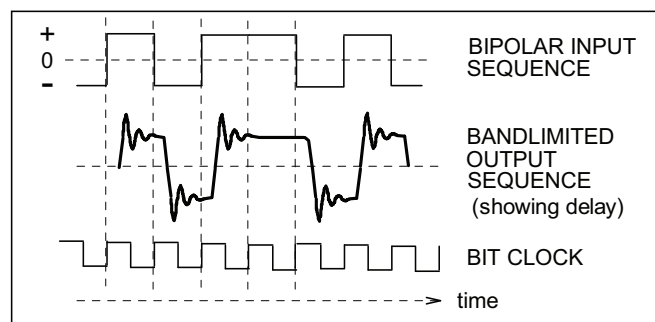 +
0
-
BIPOLAR INPUT
SEQUENCE
BANDLIMITED
OUTPUT
SEQUENCE
(showing delay)
BIT CLOCK
time